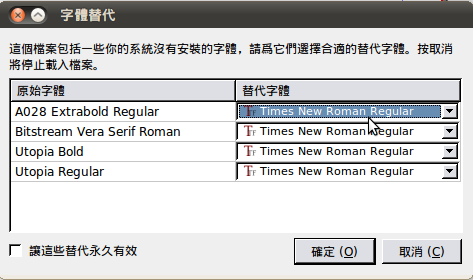 字體替代
這個檔案包括一些你的系統沒有安裝的字體，請爲它們選擇合適的替代字體。按取消
將停止載入檔案。
原始字體 替代字體
A028 Extrabold Regular Times New Roman Regular
Bitstream Vera Serif Roman Times New Roman Regular
Utopia Bold Times New Roman Regular
Utopia Regular Times New Roman Regular
讓這些替代永久有效 確定 (O) 取消 (C)